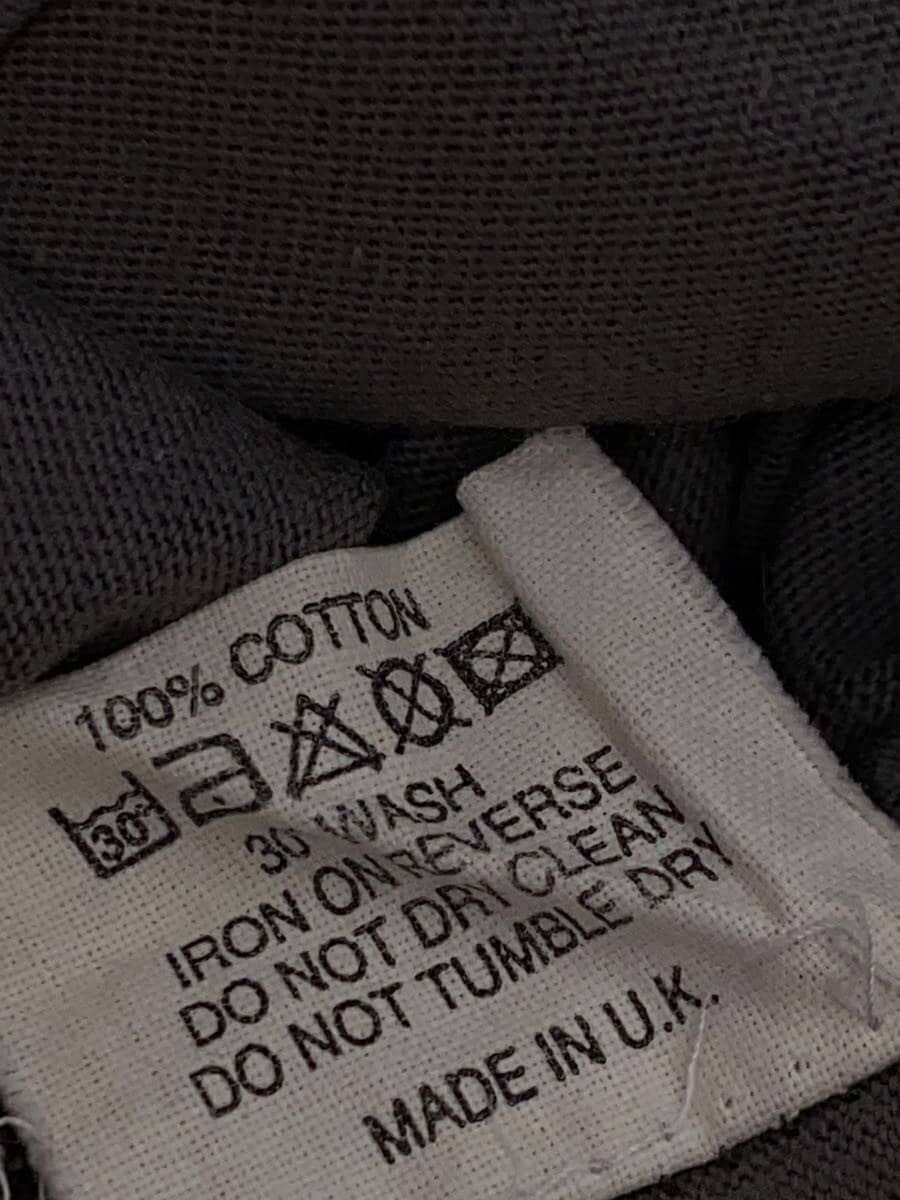 100% COTTON
30°
30° WASH
IRON ON REVERSE
DO NOT DRY CLEAN
DO NOT TUMBLE DRY
MADE IN U.K.